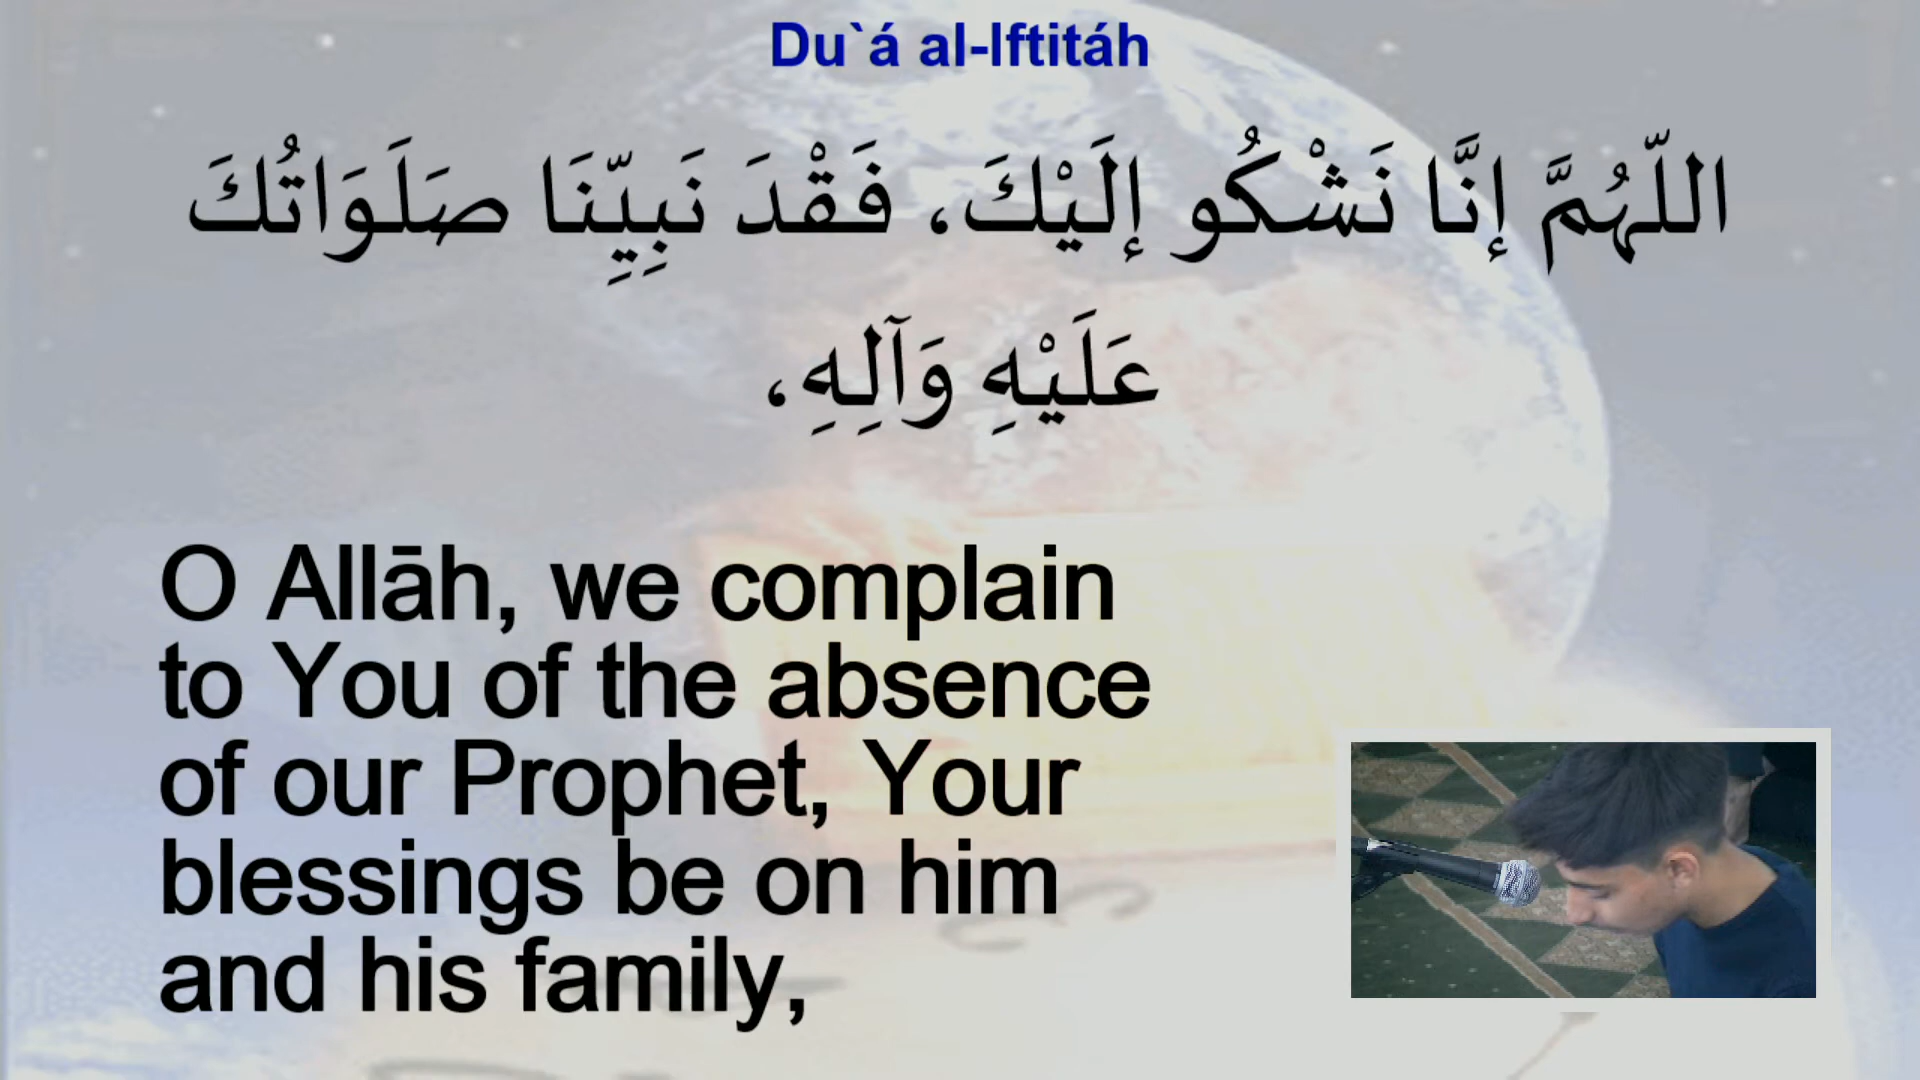 Du`á al-Iftitáh
اللّهُمَّ إنَّا نَشْكُو إلَيْكَ، فَقْدَ نَبِيِّنَا صَلَوَاتُكَ
عَلَيْهِ وَآلِهِ،
O Allāh, we complain
to You of the absence
of our Prophet, Your
blessings be on him
and his family,